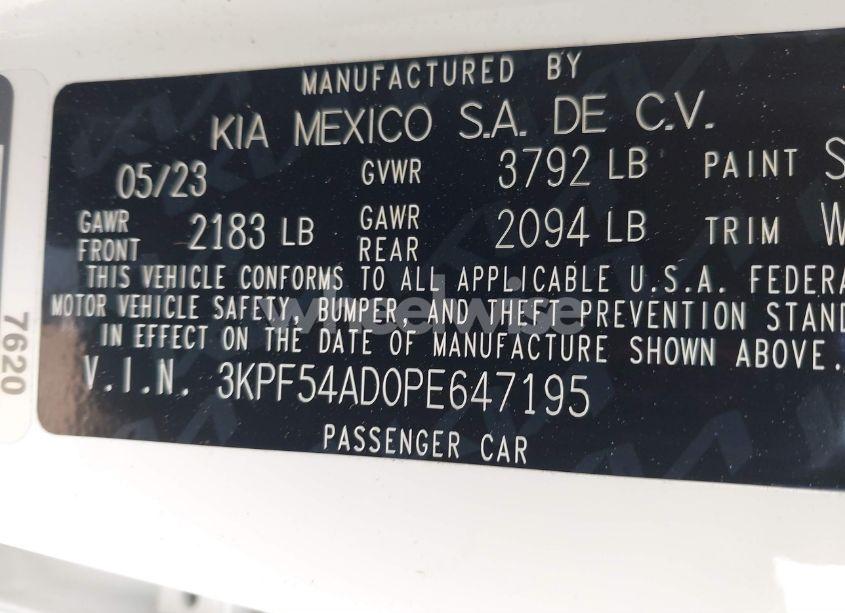 MANUFACTURED BY
KIA MEXICO S.A. DE C.V.
05/23 GVWR 3792 LB PAINT S
GAWR FRONT 2183 LB GAWR REAR 2094 LB TRIM W
THIS VEHICLE CONFORMS TO ALL APPLICABLE U.S.A. FEDERA
MOTOR VEHICLE SAFETY, BUMPER, AND THEFT PREVENTION STAND
IN EFFECT ON THE DATE OF MANUFACTURE SHOWN ABOVE.
V.I.N. 3KPF54AD0PE647195
PASSENGER CAR
7620
wheelwise